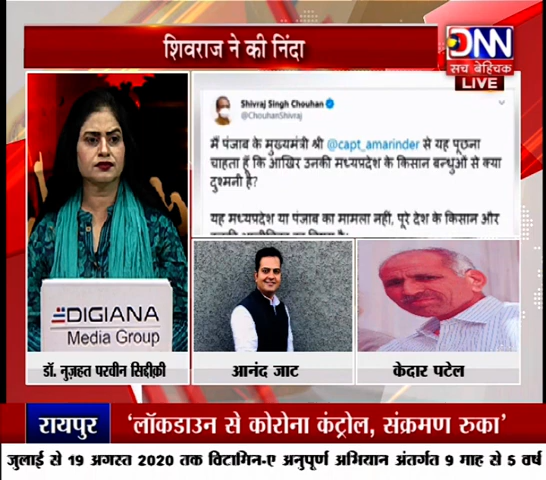 शिवराज ने की निंदा
DNN
सच बेहिचक
LIVE
Shivraj Singh Chouhan
@ChouhanShivraj
मैं पंजाब के मुख्यमंत्री श्री @capt_amarinder से यह पूछना
चाहता हूँ कि आखिर उनकी मध्यप्रदेश के किसान बन्धुओं से क्या
दुश्मनी है?
यह मध्यप्रदेश या पंजाब का मामला नहीं, पूरे देश के किसान और
DIGIANA
Media Group
डॉ. नुज़हत परवीन सिद्दीक़ी
आनंद जाट
केदार पटेल
रायपुर
'लॉकडाउन से कोरोना कंट्रोल, संक्रमण रुका'
जुलाई से 19 अगस्त 2020 तक विटामिन-ए अनुपूर्ण अभियान अंतर्गत 9 माह से 5 वर्ष